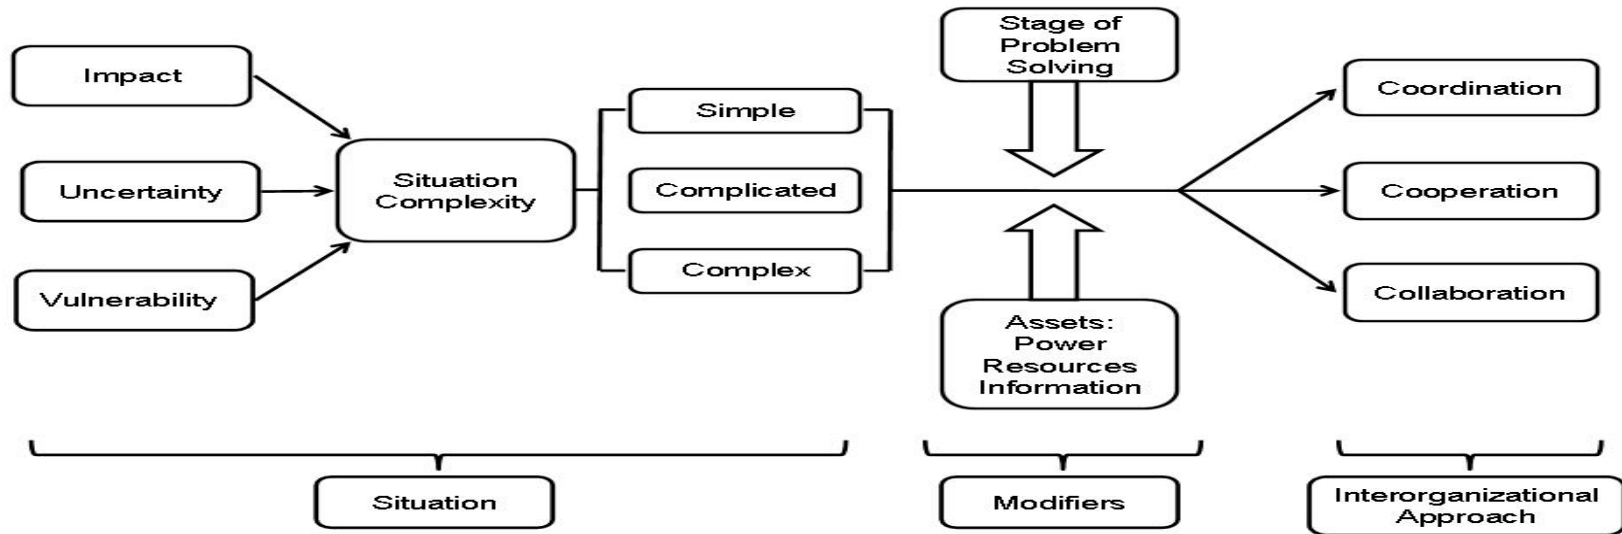 Impact
Uncertainty
Vulnerability
Situation
Complexity
Simple
Complicated
Complex
Stage of
Problem
Solving
Assets:
Power
Resources
Information
Coordination
Cooperation
Collaboration
Situation
Modifiers
Interorganizational
Approach